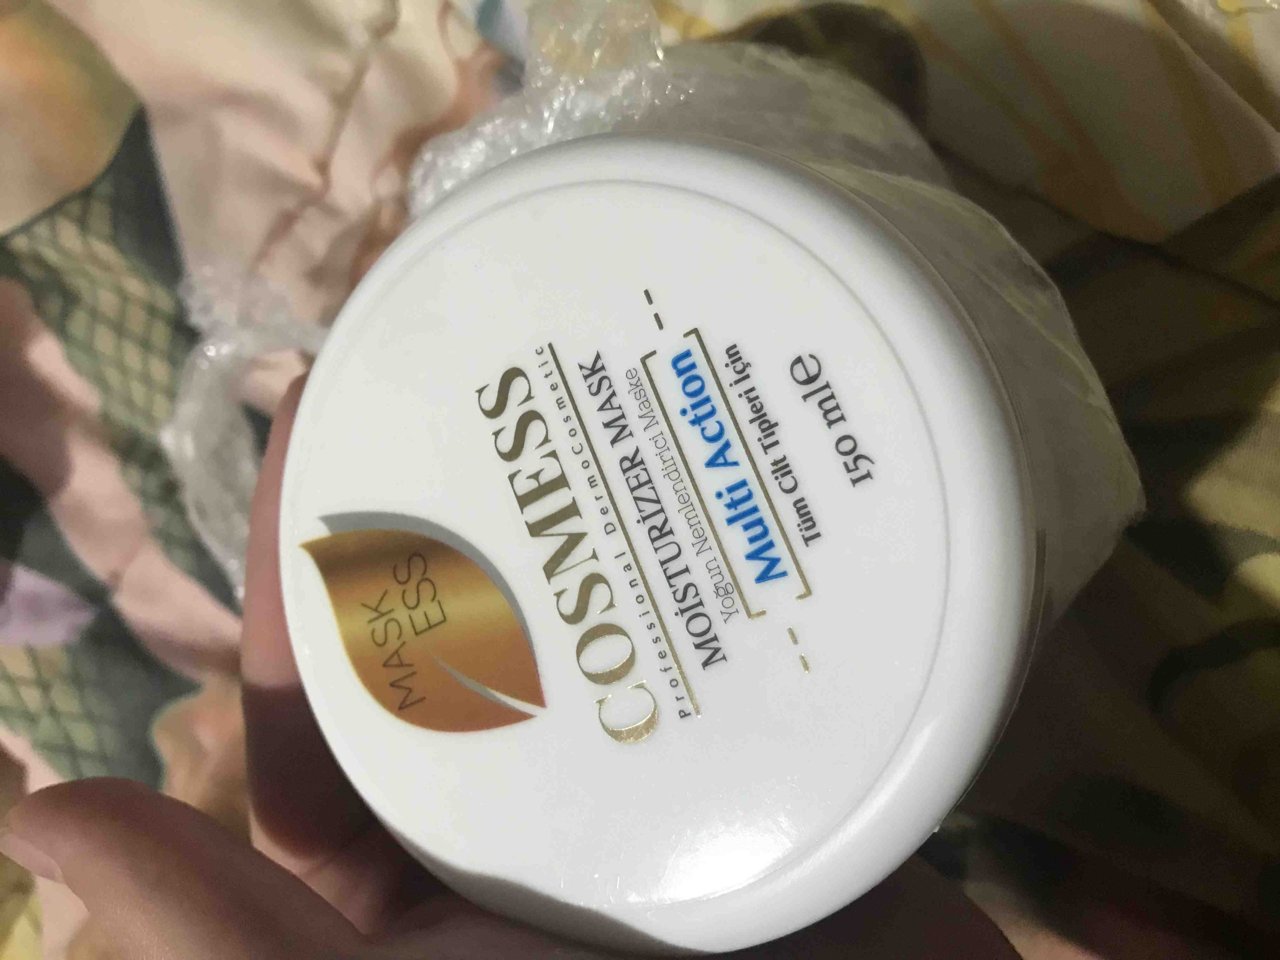 MASK
ESS
COSMESS
Professional DermoCosmetic
MOİSTURİZER MASK
Yoğun Nemlendirici Maske
Multi Action
Tüm Cilt Tipleri İçin
150 mle